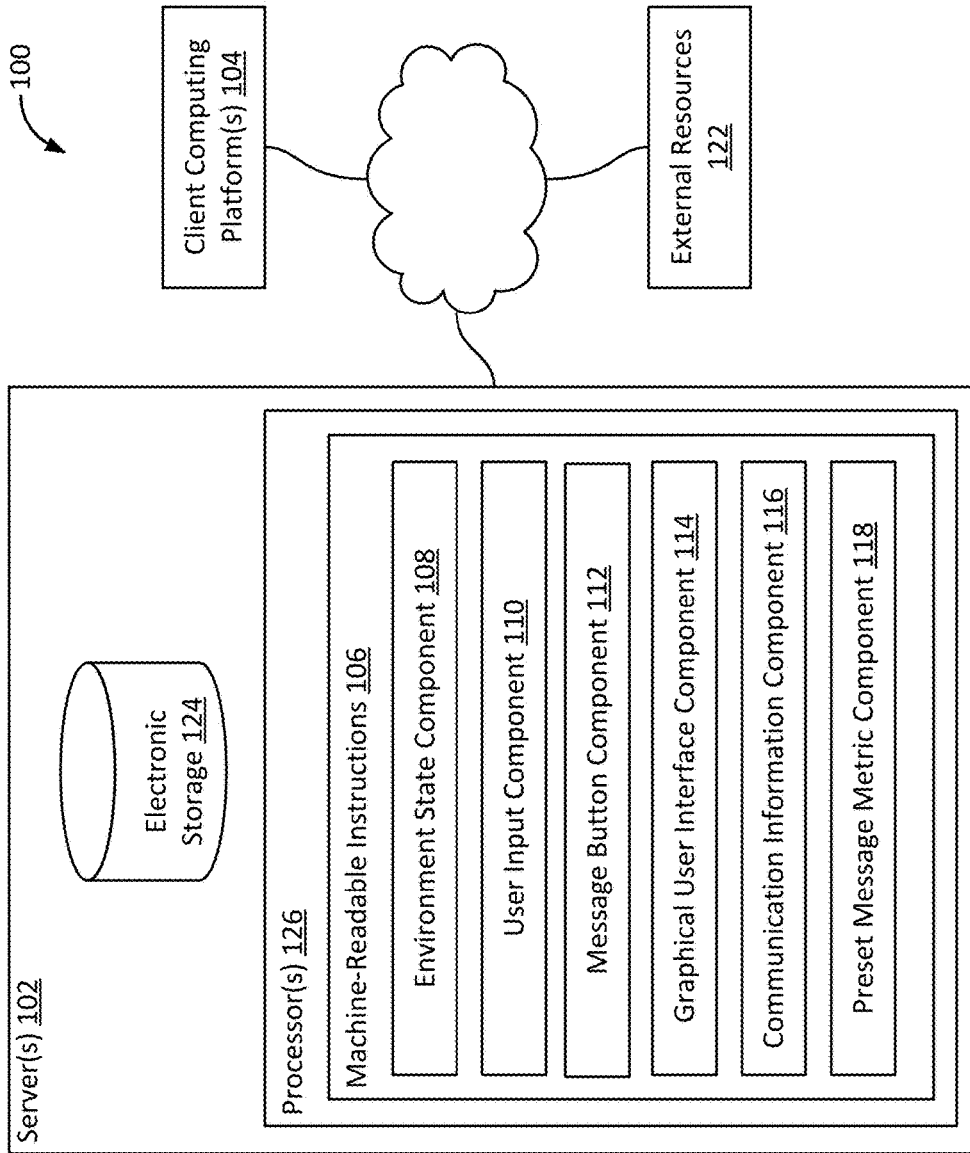 100
Server(s) 102
Electronic
Storage 124
Processor(s) 126
Machine-Readable Instructions 106
Environment State Component 108
User Input Component 110
Message Button Component 112
Graphical User Interface Component 114
Communication Information Component 116
Preset Message Metric Component 118
Client Computing
Platform(s) 104
External Resources
122